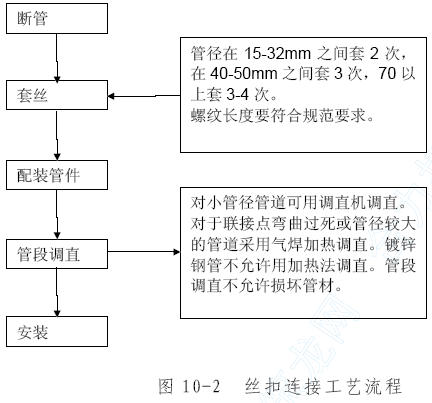 断管
管径在 15-32mm 之间套 2 次，
在 40-50mm 之间套 3 次，70 以
上套 3-4 次。
螺纹长度要符合规范要求。
套丝
配装管件
对小管径管道可用调直机调直。
对于联接点弯曲过死或管径较大
的管道采用气焊加热调直。镀锌
钢管不允许用加热法调直。管段
调直不允许损坏管材。
管段调直
安装
图 10-2 丝扣连接工艺流程